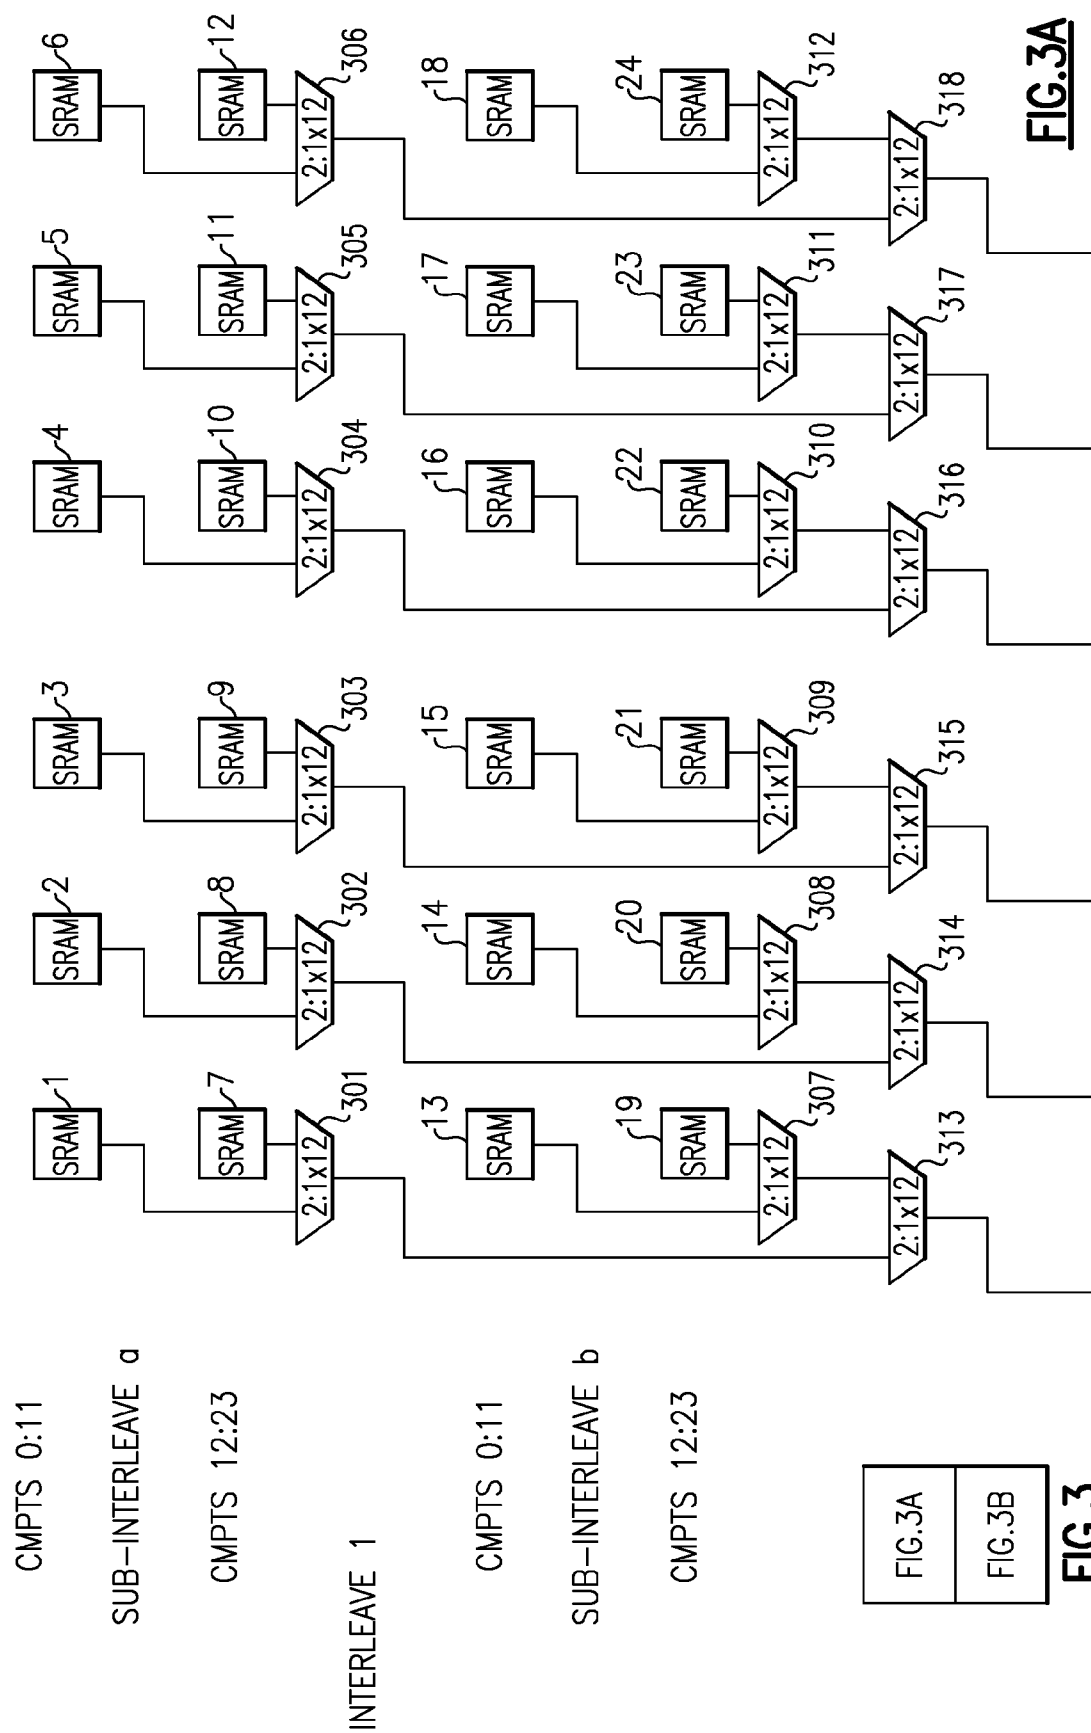 CMPTS 0:11
SRAM 1
SRAM 2
SRAM 3
SRAM 4
SRAM 5
SRAM 6
SUB-INTERLEAVE a
CMPTS 12:23
SRAM 7
SRAM 8
SRAM 9
SRAM 10
SRAM 11
SRAM 12
2:1x12 301
2:1x12 302
2:1x12 303
2:1x12 304
2:1x12 305
2:1x12 306
INTERLEAVE 1
CMPTS 0:11
SRAM 13
SRAM 14
SRAM 15
SRAM 16
SRAM 17
SRAM 18
SUB-INTERLEAVE b
CMPTS 12:23
SRAM 19
SRAM 20
SRAM 21
SRAM 22
SRAM 23
SRAM 24
2:1x12 307
2:1x12 308
2:1x12 309
2:1x12 310
2:1x12 311
2:1x12 312
2:1x12 313
2:1x12 314
2:1x12 315
2:1x12 316
2:1x12 317
2:1x12 318
FIG.3A
FIG.3B
FIG.3
FIG.3A